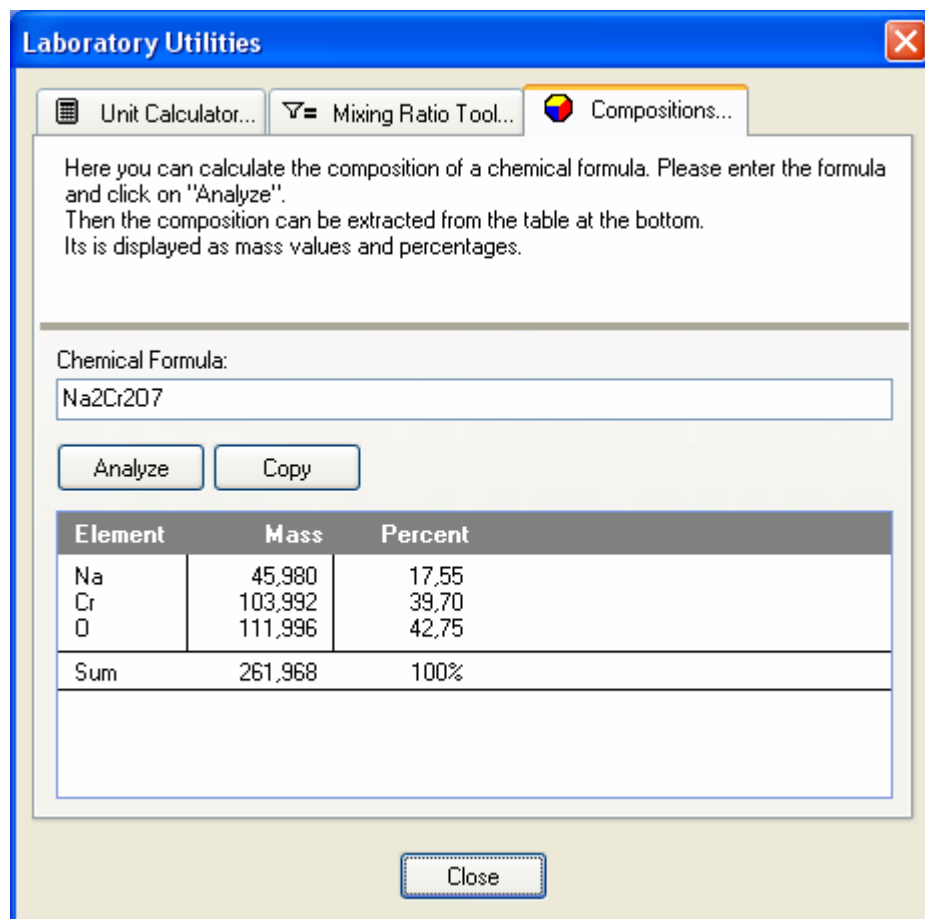 Laboratory Utilities
Unit Calculator... Mixing Ratio Tool... Compositions...
Here you can calculate the composition of a chemical formula. Please enter the formula
and click on "Analyze".
Then the composition can be extracted from the table at the bottom.
Its is displayed as mass values and percentages.
Chemical Formula:
Na2Cr2O7
Analyze Copy
Element Mass Percent
Na 45,980 17,55
Cr 103,992 39,70
O 111,996 42,75
Sum 261,968 100%
Close